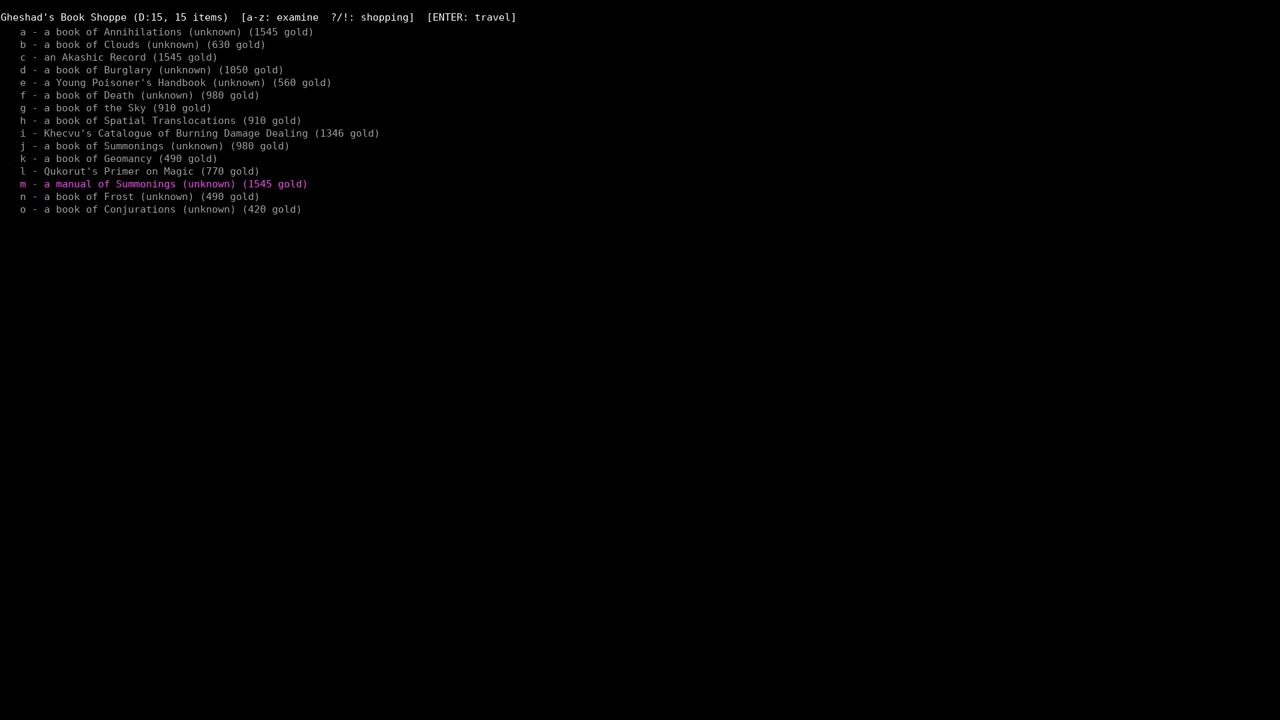 Gheshad's Book Shoppe (D:15, 15 items)  [a-z: examine  ?/!: shopping]  [ENTER: travel]
a - a book of Annihilations (unknown) (1545 gold)
b - a book of Clouds (unknown) (630 gold)
c - an Akashic Record (1545 gold)
d - a book of Burglary (unknown) (1050 gold)
e - a Young Poisoner's Handbook (unknown) (560 gold)
f - a book of Death (unknown) (980 gold)
g - a book of the Sky (910 gold)
h - a book of Spatial Translocations (910 gold)
i - Khecvu's Catalogue of Burning Damage Dealing (1346 gold)
j - a book of Summonings (unknown) (980 gold)
k - a book of Geomancy (490 gold)
l - Qukorut's Primer on Magic (770 gold)
m - a manual of Summonings (unknown) (1545 gold)
n - a book of Frost (unknown) (490 gold)
o - a book of Conjurations (unknown) (420 gold)